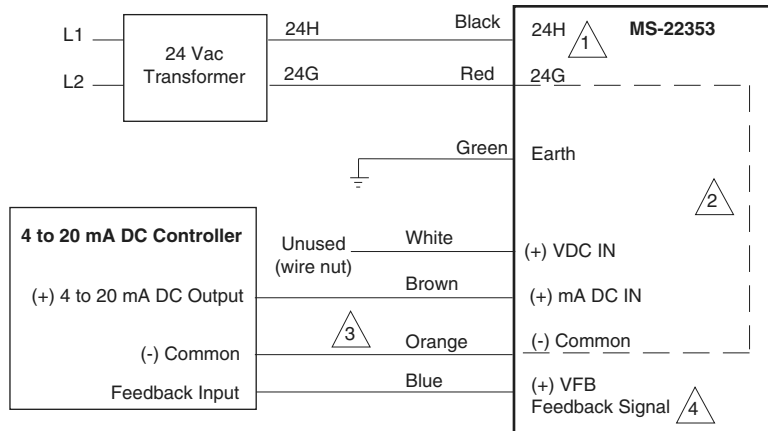 L1
L2
24 Vac
Transformer
24H
24G
Black
Red
24H
1
MS-22353
24G
Green
Earth
2
4 to 20 mA DC Controller
Unused
(wire nut)
White
(+) VDC IN
(+) 4 to 20 mA DC Output
Brown
(+) mA DC IN
3
(-) Common
Orange
(-) Common
Feedback Input
Blue
(+) VFB
Feedback Signal
4